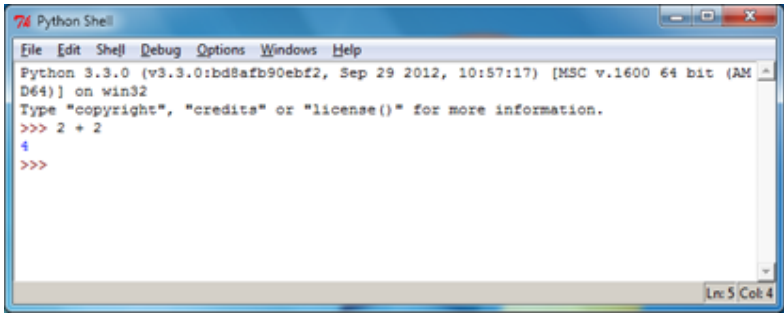 Python Shell
File Edit Shell Debug Options Windows Help
Python 3.3.0 (v3.3.0:bd8afb90ebf2, Sep 29 2012, 10:57:17) [MSC v.1600 64 bit (AM
D64)] on win32
Type "copyright", "credits" or "license()" for more information.
>>> 2 + 2
4
>>>
Ln: 5 Col: 4